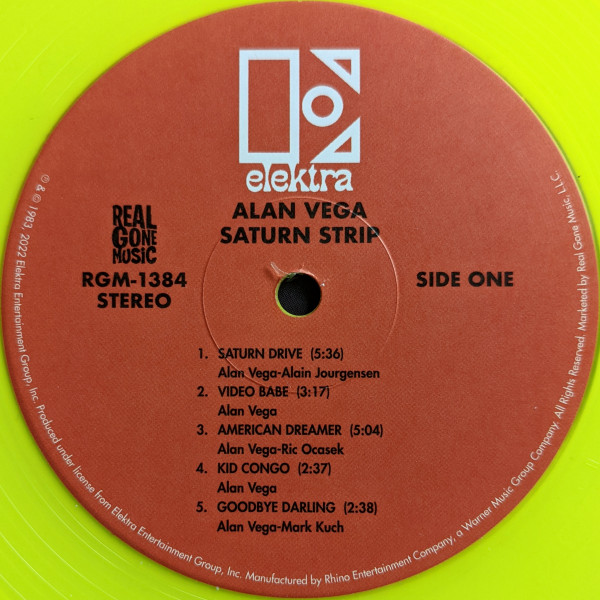 elektra
ALAN VEGA
SATURN STRIP
REAL
GONE
MUSIC
RGM-1384
STEREO
SIDE ONE
1. SATURN DRIVE (5:36)
Alan Vega-Alain Jourgensen
2. VIDEO BABE (3:17)
Alan Vega
3. AMERICAN DREAMER (5:04)
Alan Vega-Ric Ocasek
4. KID CONGO (2:37)
Alan Vega
5. GOODBYE DARLING (2:38)
Alan Vega-Mark Kuch
℗ & © 1983, 2022 Elektra Entertainment Group, Inc. Produced under license from Elektra Entertainment Group, Inc. Manufactured by Rhino Entertainment Company, a Warner Music Group Company. All Rights Reserved. Marketed by Real Gone Music, LLC.